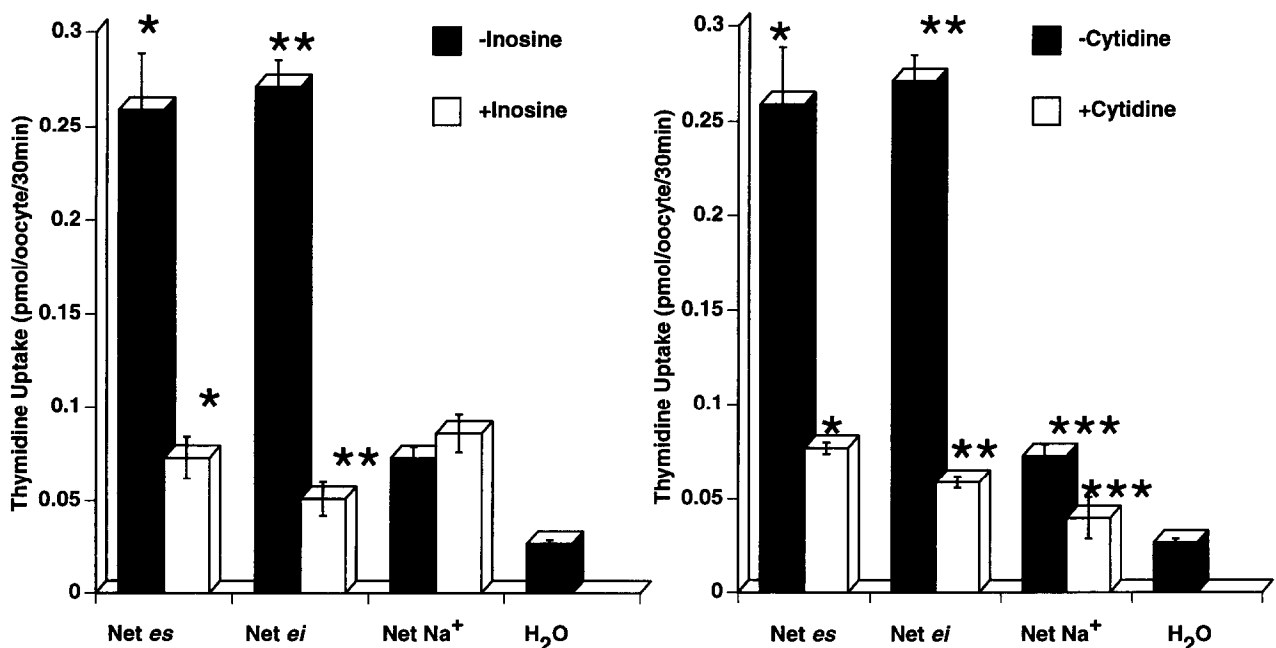 Thymidine Uptake (pmol/oocyte/30min)
0.3
0.25
0.2
0.15
0.1
0.05
0
* ** -Inosine
+Inosine
*
**
Net es Net ei Net Na+ H2O
Thymidine Uptake (pmol/oocyte/30min)
0.3
0.25
0.2
0.15
0.1
0.05
0
* ** -Cytidine
+Cytidine
* ** ***
***
Net es Net ei Net Na+ H2O